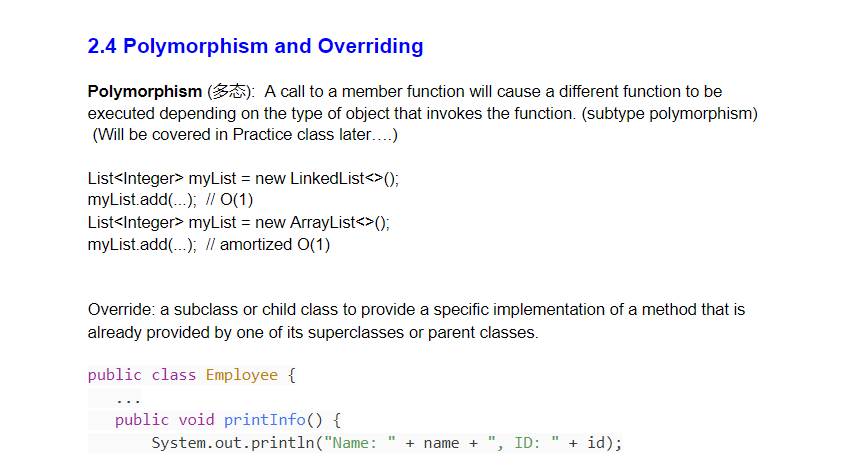 2.4 Polymorphism and Overriding
Polymorphism (多态):  A call to a member function will cause a different function to be
executed depending on the type of object that invokes the function. (subtype polymorphism)
(Will be covered in Practice class later….)
List<Integer> myList = new LinkedList<>();
myList.add(...);  // O(1)
List<Integer> myList = new ArrayList<>();
myList.add(...);  // amortized O(1)
Override: a subclass or child class to provide a specific implementation of a method that is
already provided by one of its superclasses or parent classes.
public class Employee {
...
public void printInfo() {
System.out.println("Name: " + name + ", ID: " + id);